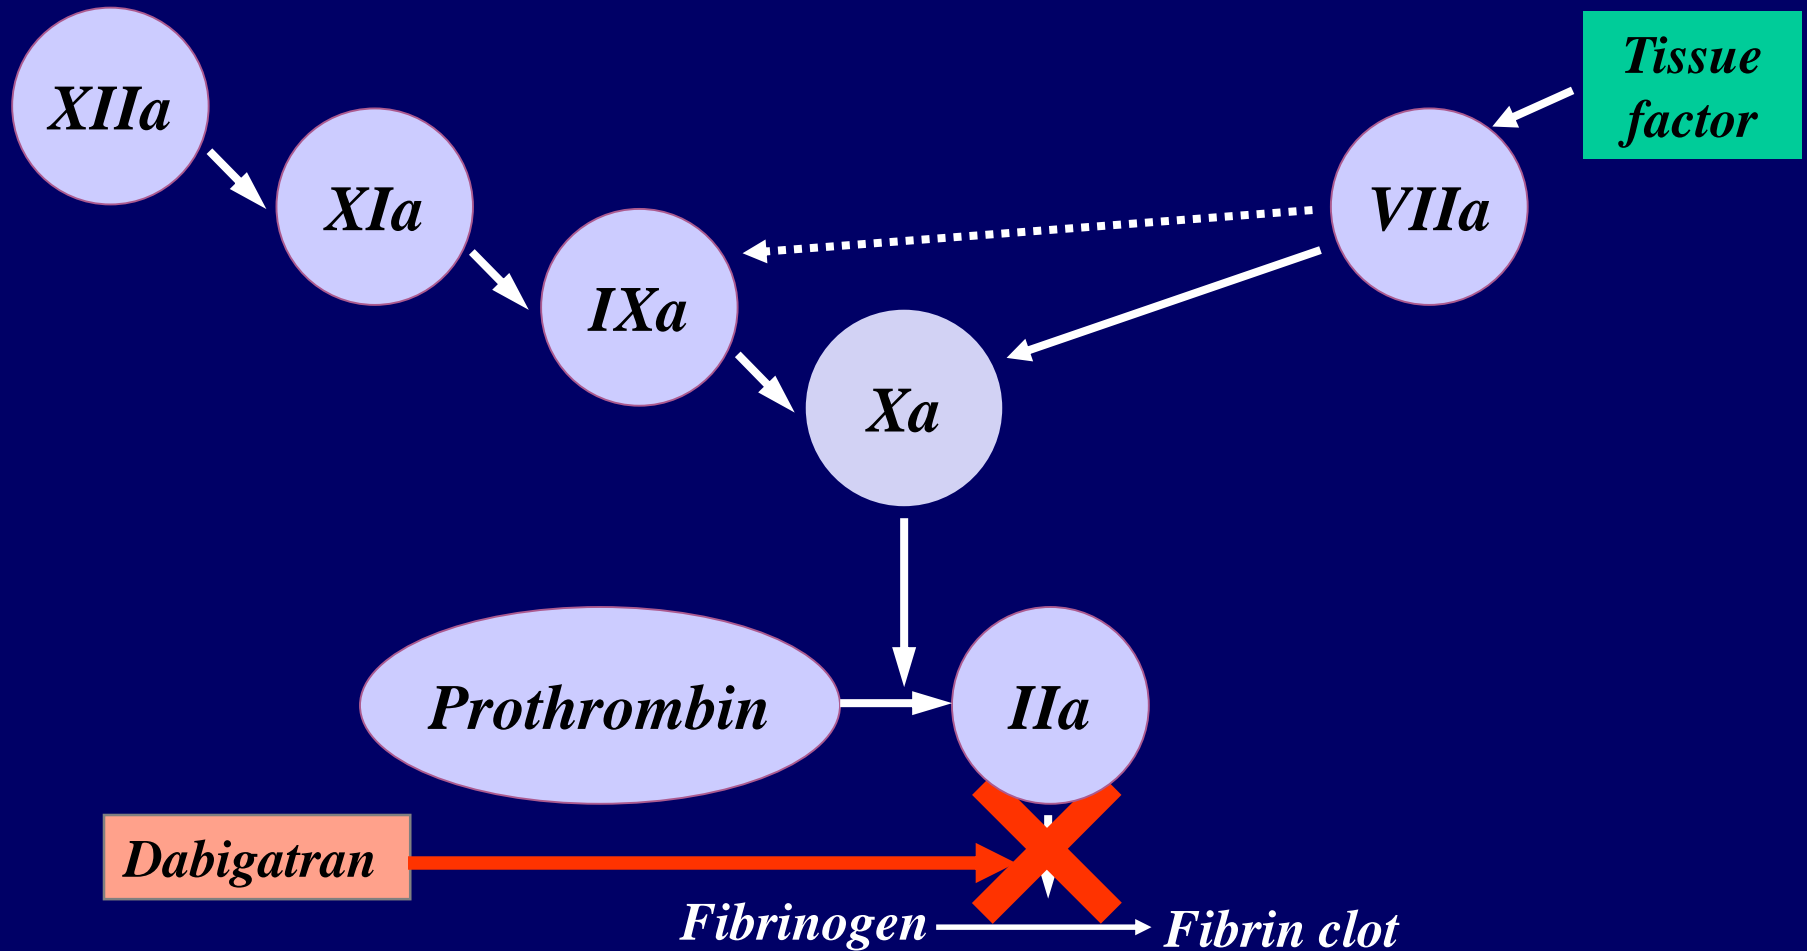 XIIa
Tissue
factor
XIa
VIIa
IXa
Xa
Prothrombin
IIa
Dabigatran
Fibrinogen
Fibrin clot